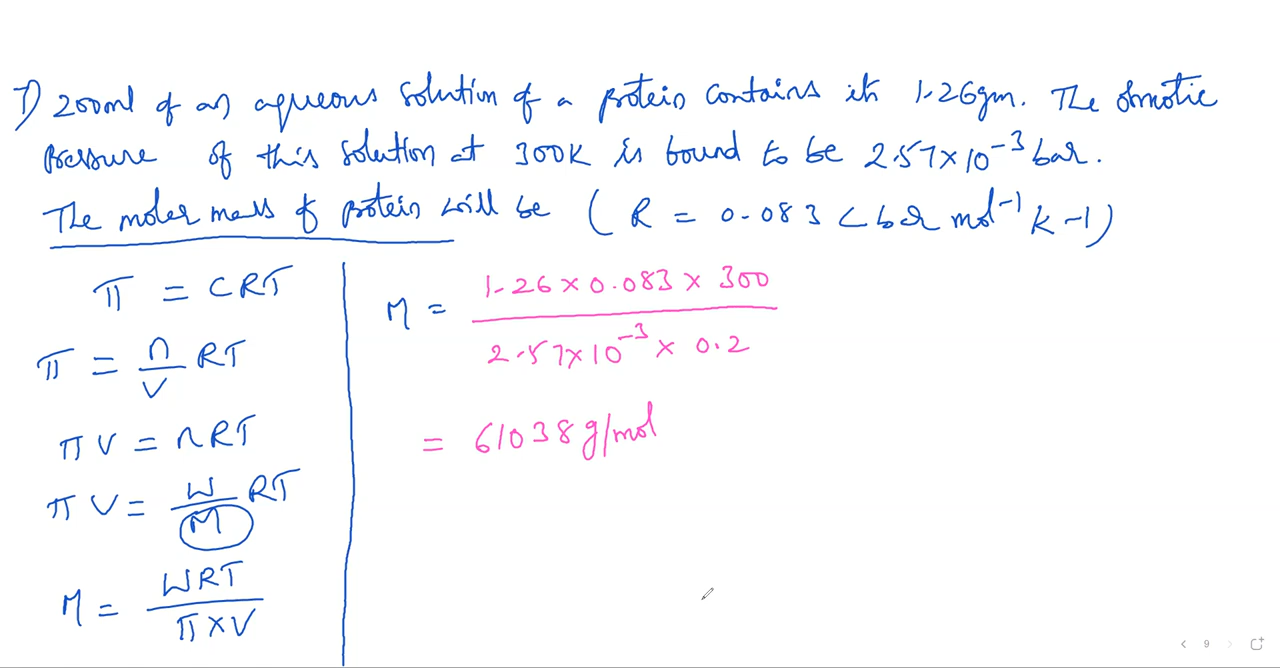 1) 200ml of an aqueous solution of a protein contains its 1.26gm. The Osmotic
Pressure of this solution at 300K is bound to be 2.57×10⁻³ bar.
The molar mass of protein will be (R = 0.083 L bar mol⁻¹ K-1)
π = CRT
π = n/V RT
πV = nRT
πV = W/M RT
M = WRT/π×V
M = 1.26×0.083×300/2.57×10⁻³×0.2
= 61038 g/mol
9